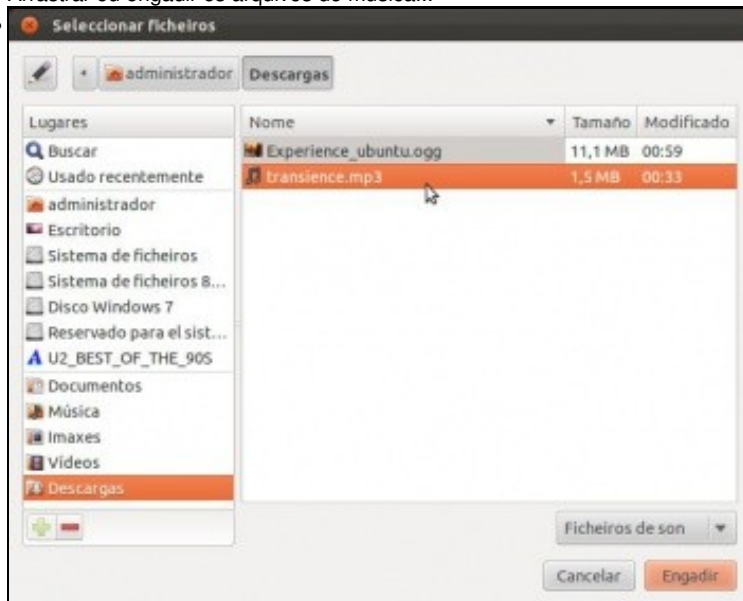 Arrastrar ou engadir os arquivos de música...
Seleccionar ficheiros
administrador Descargas
Lugares
Buscar
Usado recentemente
administrador
Escritorio
Sistema de ficheiros
Sistema de ficheiros 8...
Disco Windows 7
Reservado para el sist...
U2_BEST_OF_THE_90S
Documentos
Música
Imaxes
Vídeos
Descargas
Nome Tamaño Modificado
Experience_ubuntu.ogg 11,1 MB 00:59
transience.mp3 1,5 MB 00:33
Ficheiros de son
Cancelar Engadir